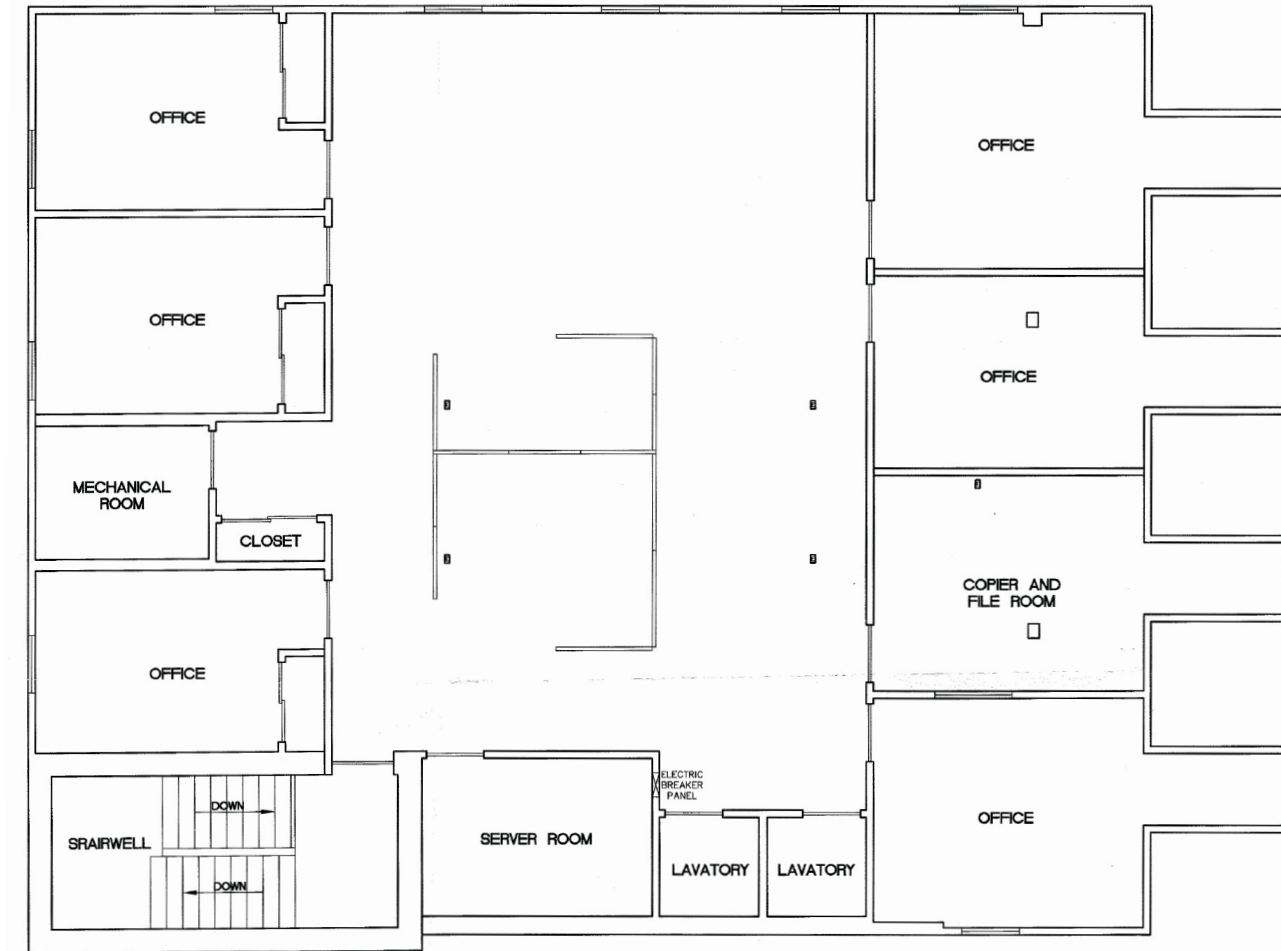 OFFICE
OFFICE
OFFICE
OFFICE
MECHANICAL
ROOM
CLOSET
COPIER AND
FILE ROOM
OFFICE
ELECTRIC
BREAKER
PANEL
DOWN
SRAIRWELL
SERVER ROOM
OFFICE
LAVATORY
LAVATORY
DOWN